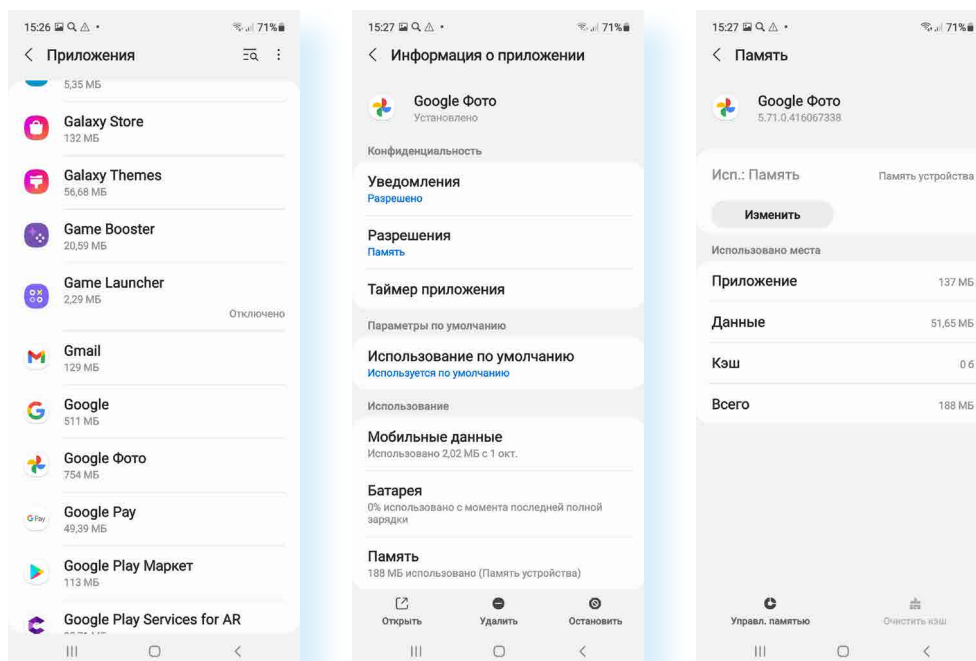 15:26 71%
Приложения
5,35 МБ
Galaxy Store
132 МБ
Galaxy Themes
56,68 МБ
Game Booster
20,59 МБ
Game Launcher
2,29 МБ
Отключено
Gmail
129 МБ
Google
511 МБ
Google Фото
754 МБ
G Pay
Google Pay
49,39 МБ
Google Play Маркет
113 МБ
Google Play Services for AR
15:27 71%
Информация о приложении
Google Фото
Установлено
Конфиденциальность
Уведомления
Разрешено
Разрешения
Память
Таймер приложения
Параметры по умолчанию
Использование по умолчанию
Используется по умолчанию
Использование
Мобильные данные
Использовано 2,02 МБ с 1 окт.
Батарея
0% использовано с момента последней полной
зарядки
Память
188 МБ использовано (Память устройства)
Открыть Удалить Остановить
15:27 71%
Память
Google Фото
5.71.0.416067338
Исп.: Память Память устройства
Изменить
Использовано места
Приложение 137 МБ
Данные 51,65 МБ
Кэш 0 б
Всего 188 МБ
Управл. памятью Очистить кэш